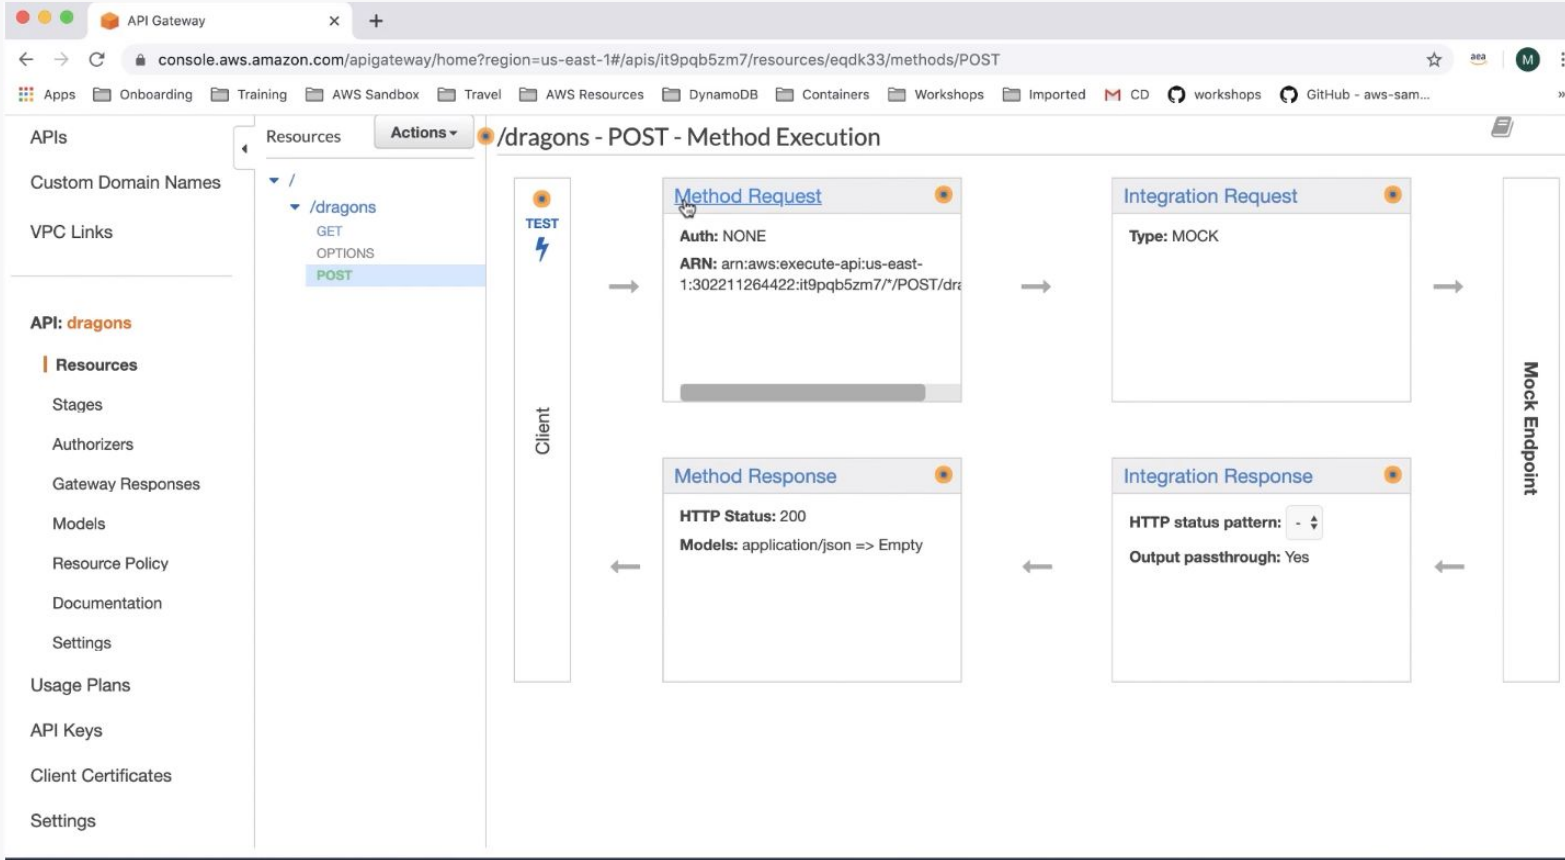 API Gateway
console.aws.amazon.com/apigateway/home?region=us-east-1#/apis/it9pqb5zm7/resources/eqdk33/methods/POST
aea
M
Apps Onboarding Training AWS Sandbox Travel AWS Resources DynamoDB Containers Workshops Imported CD workshops GitHub - aws-sam... »
APIs
Custom Domain Names
VPC Links
API: dragons
Resources
Stages
Authorizers
Gateway Responses
Models
Resource Policy
Documentation
Settings
Usage Plans
API Keys
Client Certificates
Settings
Resources
Actions
/
/dragons
GET
OPTIONS
POST
/dragons - POST - Method Execution
TEST
Client
Method Request
Auth: NONE
ARN: arn:aws:execute-api:us-east-
1:302211264422:it9pqb5zm7/*/POST/dra
Integration Request
Type: MOCK
Method Response
HTTP Status: 200
Models: application/json => Empty
Integration Response
HTTP status pattern: -
Output passthrough: Yes
Mock Endpoint